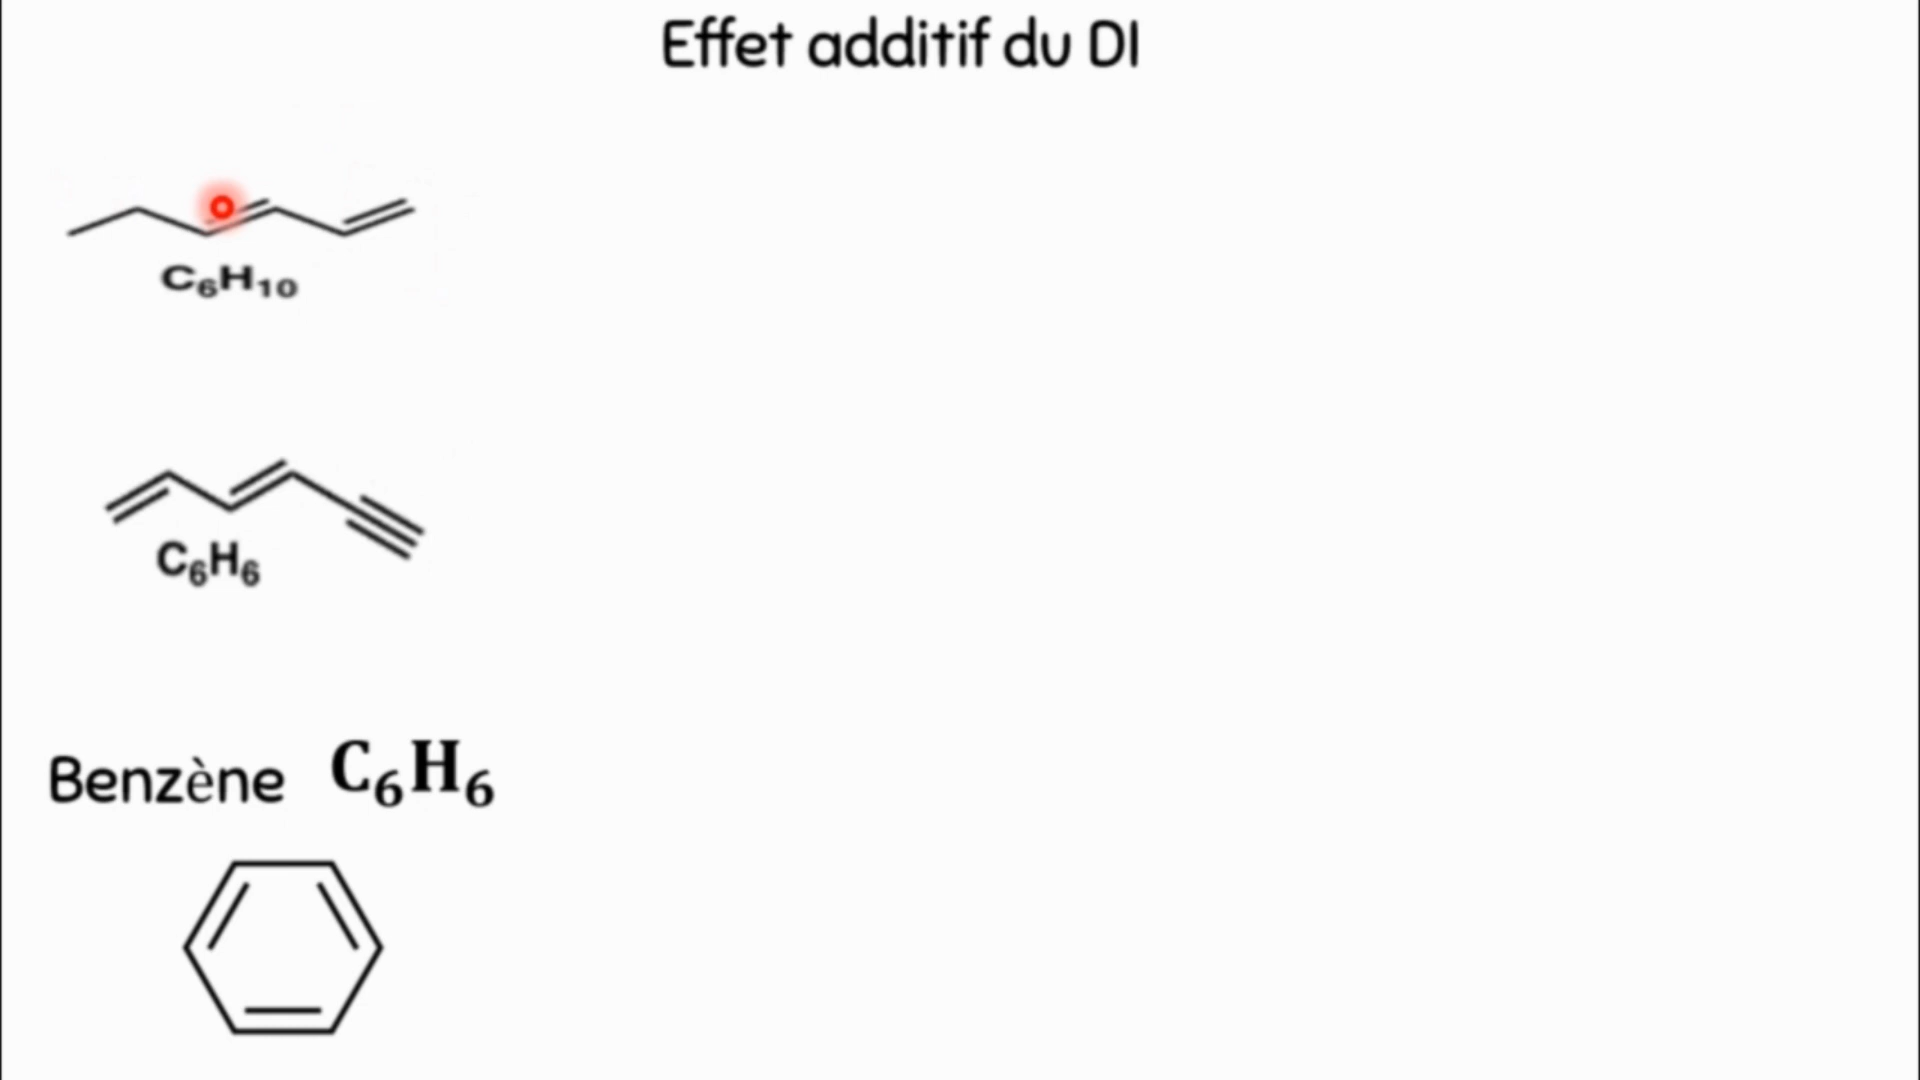 Effet additif du DI
C₆H₁₀
C₆H₆
Benzène C₆H₆